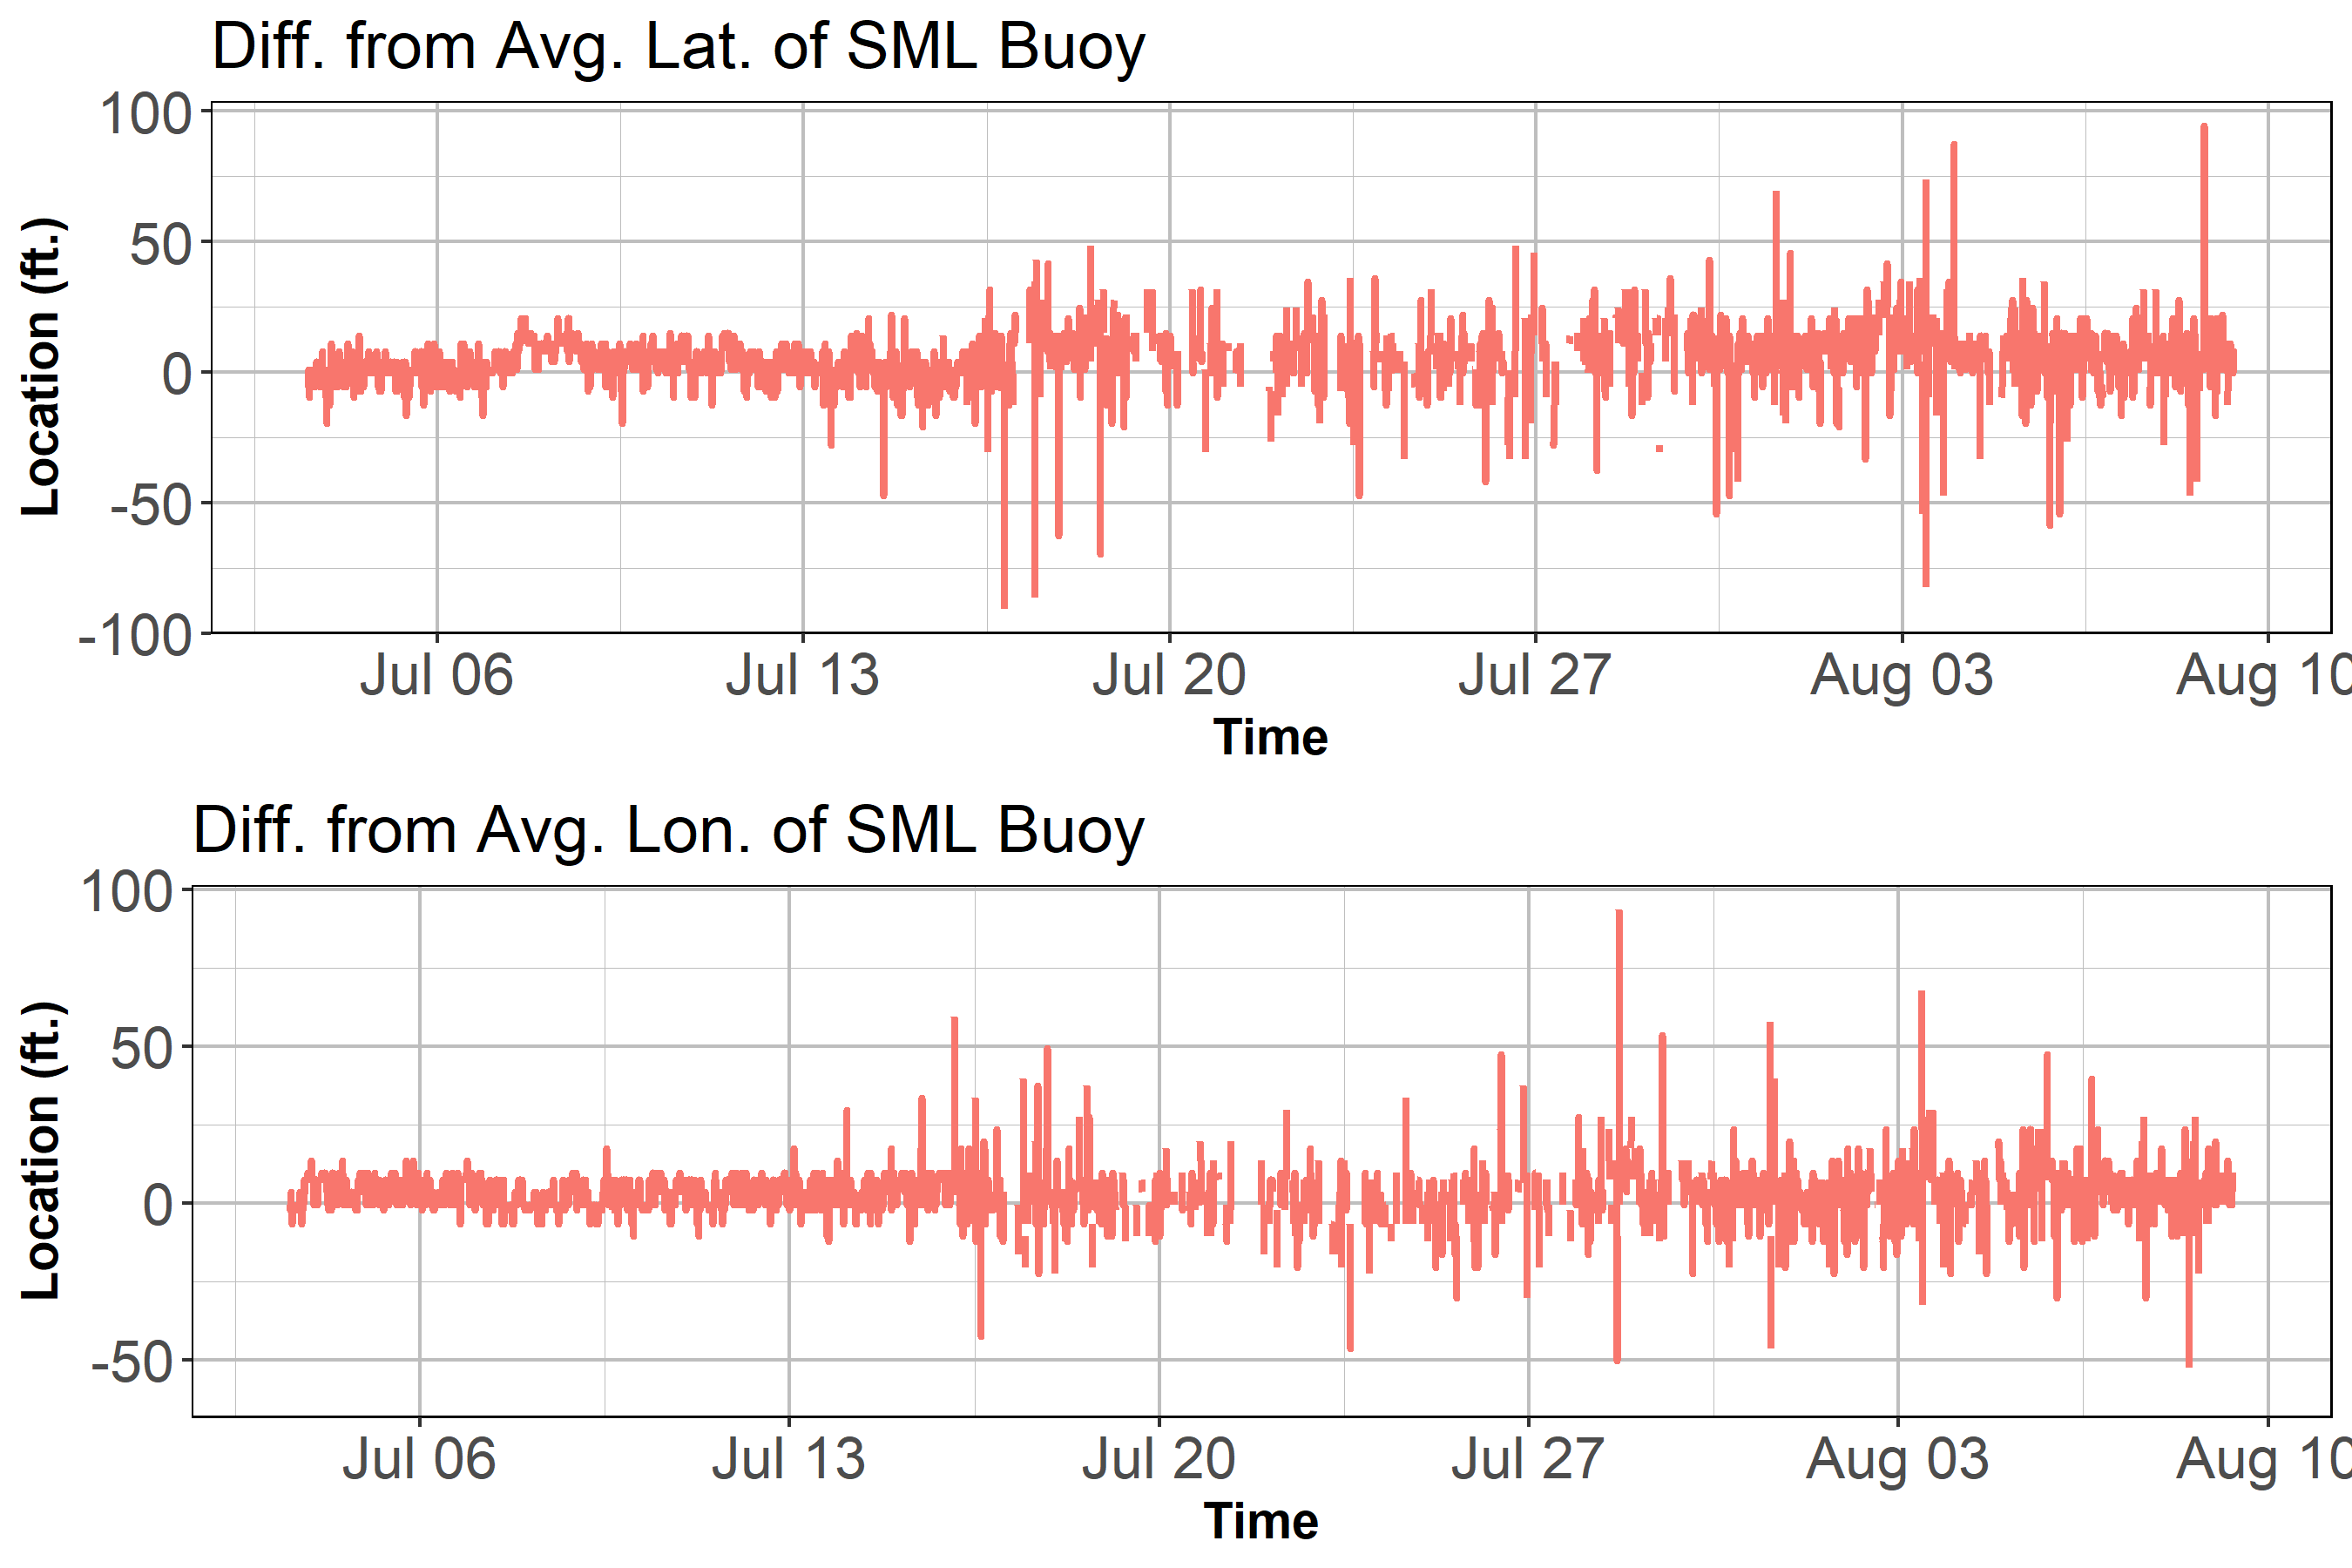 Diff. from Avg. Lat. of SML Buoy
100
50
0
-50
-100
Location (ft.)
Jul 06 Jul 13 Jul 20 Jul 27 Aug 03 Aug 10
Time
Diff. from Avg. Lon. of SML Buoy
100
50
0
-50
Location (ft.)
Jul 06 Jul 13 Jul 20 Jul 27 Aug 03 Aug 10
Time